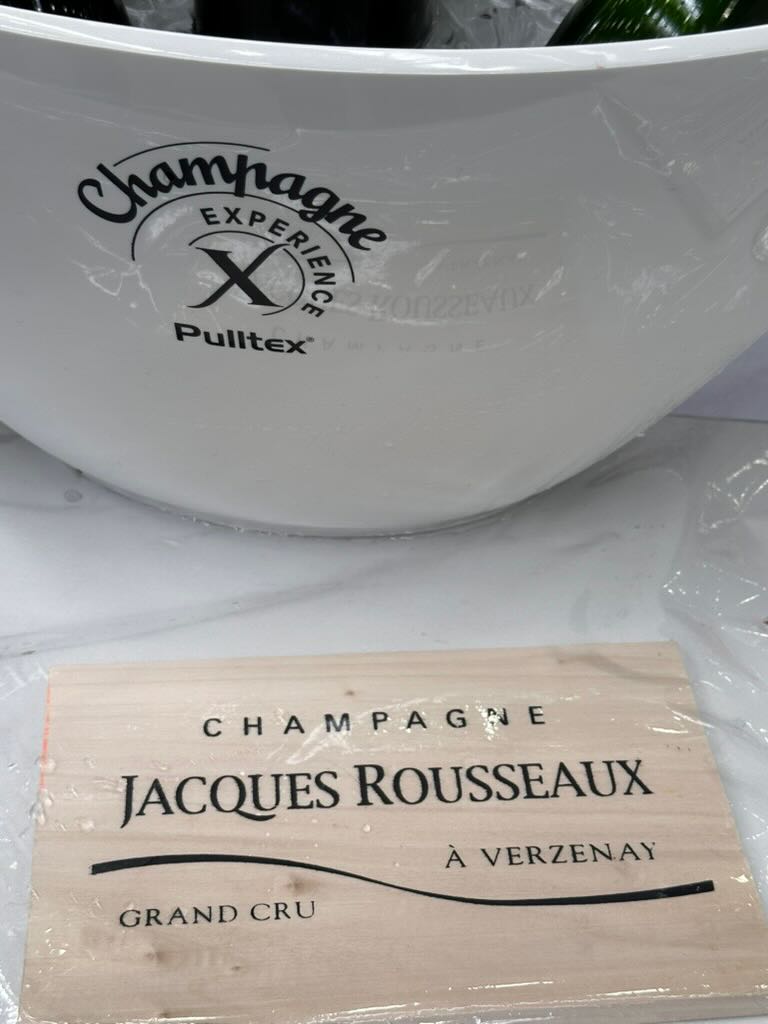 Champagne
EXPERIENCE
X
Pulltex®
CHAMPAGNE
JACQUES ROUSSEAUX
À VERZENAY
GRAND CRU